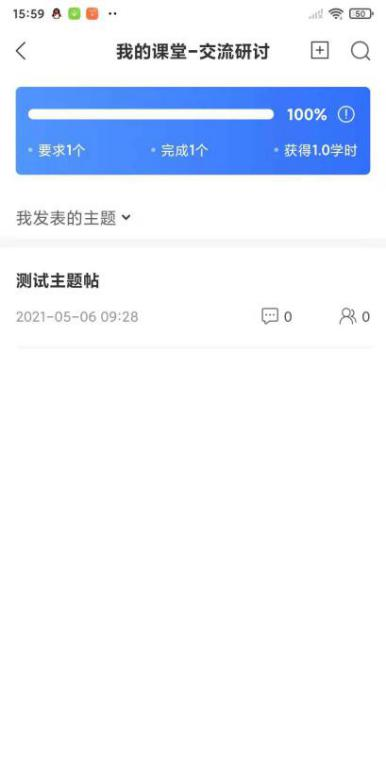 15:59 50
我的课堂-交流研讨
100%
要求1个 完成1个 获得1.0学时
我发表的主题
测试主题帖
2021-05-06 09:28 0 0